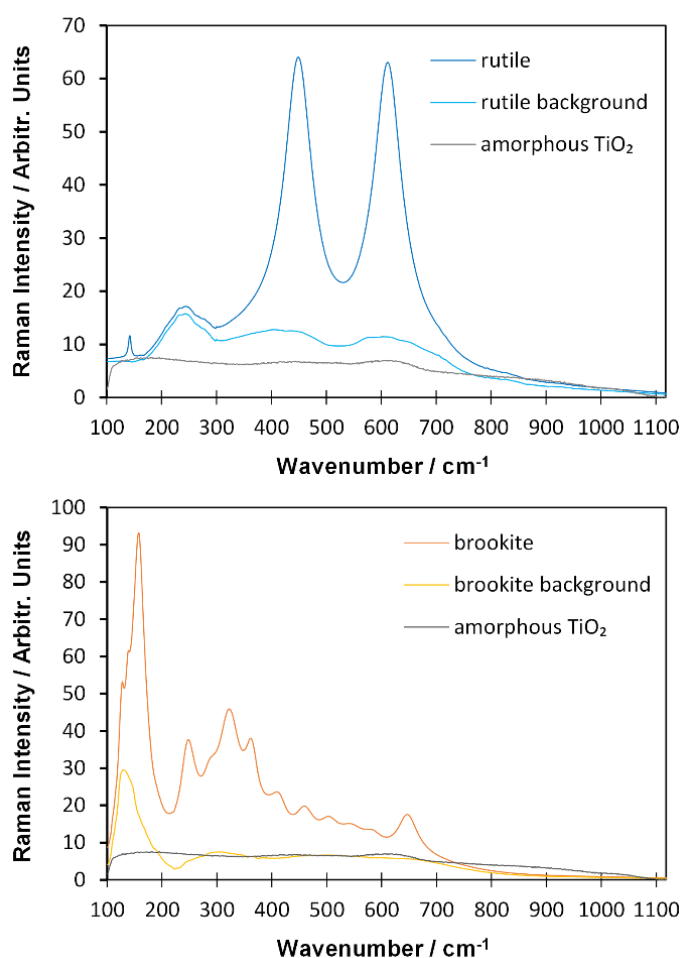 70
60
50
40
30
20
10
0
Raman Intensity / Arbitr. Units
rutile
rutile background
amorphous TiO₂
100 200 300 400 500 600 700 800 900 1000 1100
Wavenumber / cm⁻¹
100
90
80
70
60
50
40
30
20
10
0
Raman Intensity / Arbitr. Units
brookite
brookite background
amorphous TiO₂
100 200 300 400 500 600 700 800 900 1000 1100
Wavenumber / cm⁻¹